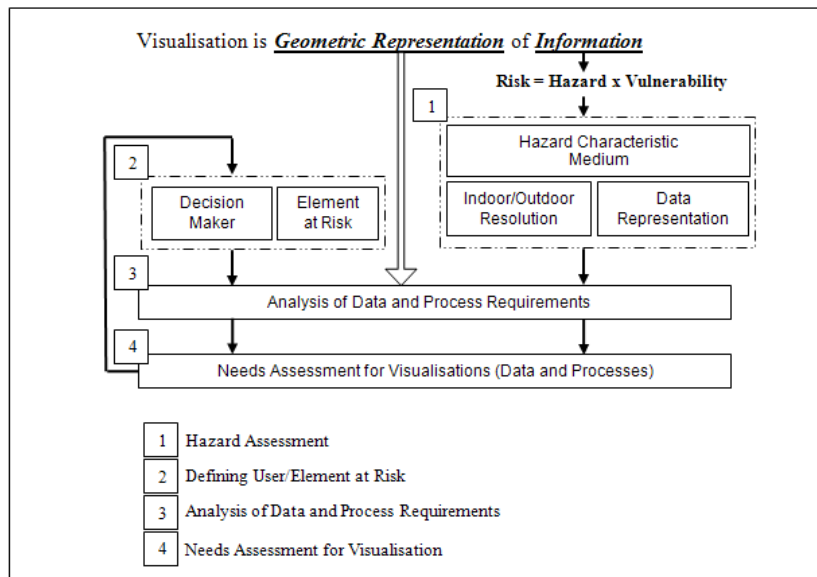 Visualisation is Geometric Representation of Information
Risk = Hazard x Vulnerability
1
Hazard Characteristic
Medium
2
Decision
Maker
Element
at Risk
Indoor/Outdoor
Resolution
Data
Representation
3
Analysis of Data and Process Requirements
4
Needs Assessment for Visualisations (Data and Processes)
1 Hazard Assessment
2 Defining User/Element at Risk
3 Analysis of Data and Process Requirements
4 Needs Assessment for Visualisation